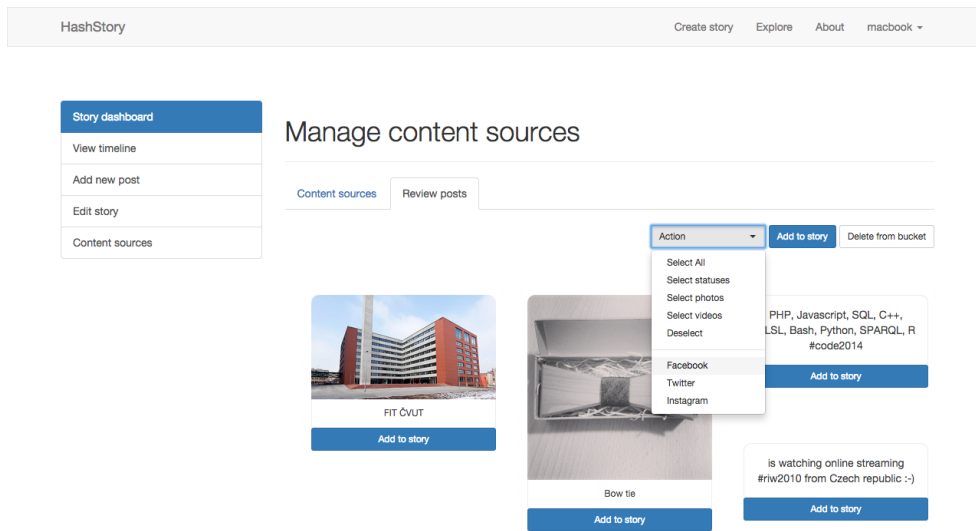 HashStory
Create story
Explore
About
macbook
Story dashboard
View timeline
Add new post
Edit story
Content sources
Manage content sources
Content sources
Review posts
Action
Add to story
Delete from bucket
Select All
Select statuses
Select photos
Select videos
Deselect
Facebook
Twitter
Instagram
FIT ČVUT
Add to story
Bow tie
Add to story
PHP, Javascript, SQL, C++,
LSL, Bash, Python, SPARQL, R
#code2014
Add to story
is watching online streaming
#riw2010 from Czech republic :-)
Add to story